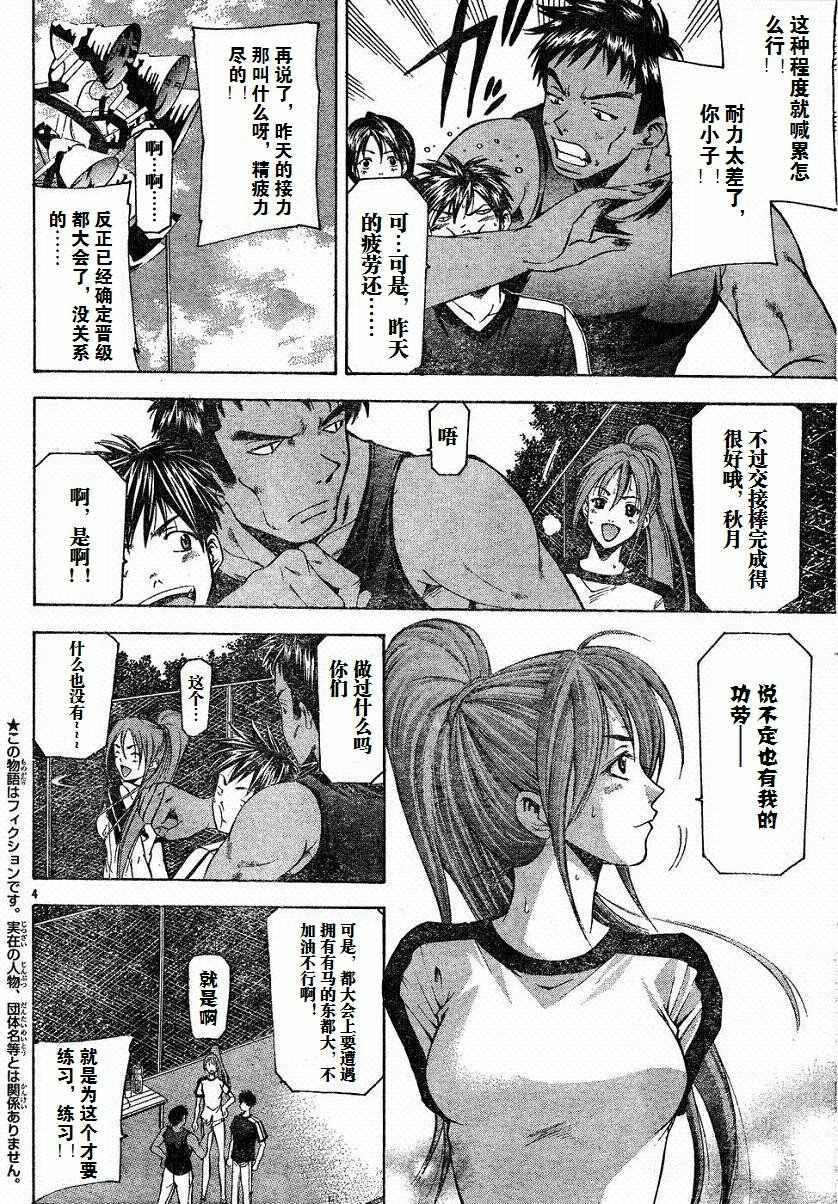 这种程度就喊累怎
么行！！
耐力太差了，
你小子！！
可…可是，昨天
的疲劳还……
再说了，昨天的接力
那叫什么呀，精疲力
尽的！！
啊…啊……
反正已经确定晋级
都大会了，没关系
的……
不过交接棒完成得
很好哦，秋月
唔
啊，是啊！
说不定也有我的
功劳——
做过什么吗
你们
这个…
什么也没有~~~
可是，都大会上要遭遇
拥有有马的东都大，不
加油不行啊！
就是啊
就是为这个才要
练习，练习！！
4
★この物語はフィクションです。実在の人物、団体名等とは関係ありません。